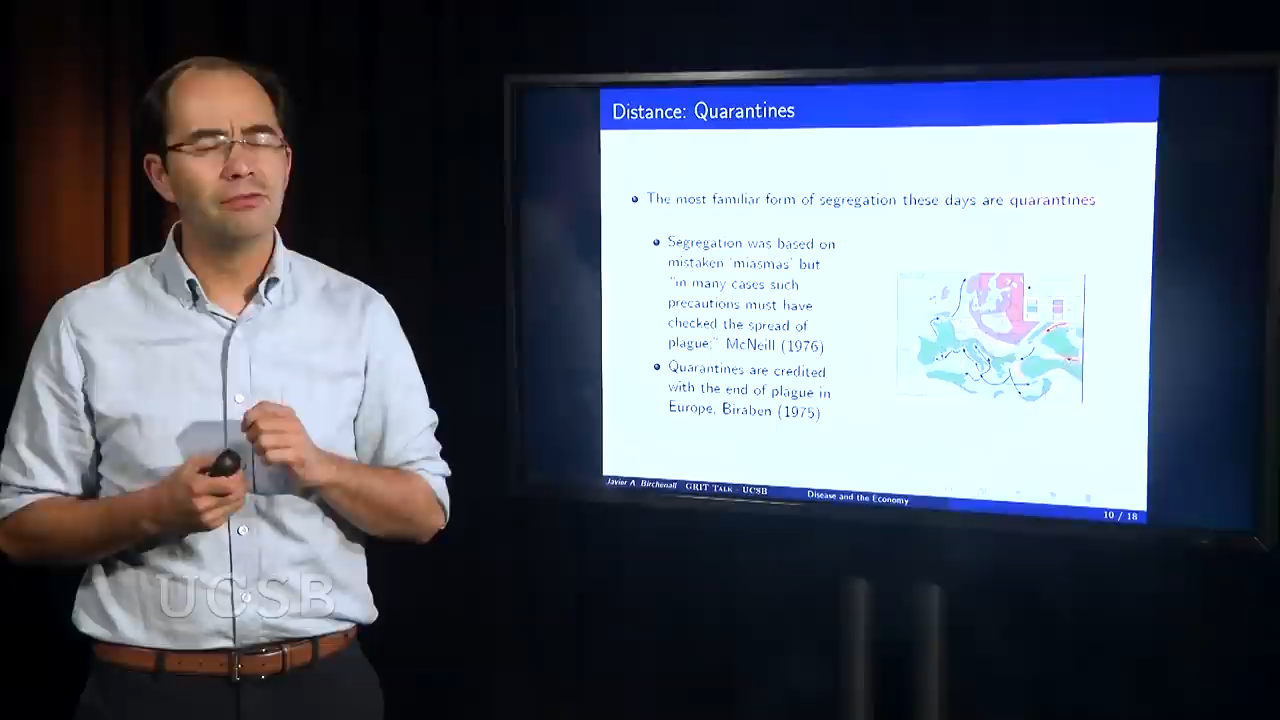 Distance: Quarantines
The most familiar form of segregation these days are quarantines
Segregation was based on
mistaken 'miasmas' but
"in many cases such
precautions must have
checked the spread of
plague;" McNeill (1976)
Quarantines are credited
with the end of plague in
Europe, Biraben (1975)
Javier A. Birchenall GRIT Talk - UCSB
Disease and the Economy
10 / 18
UCSB